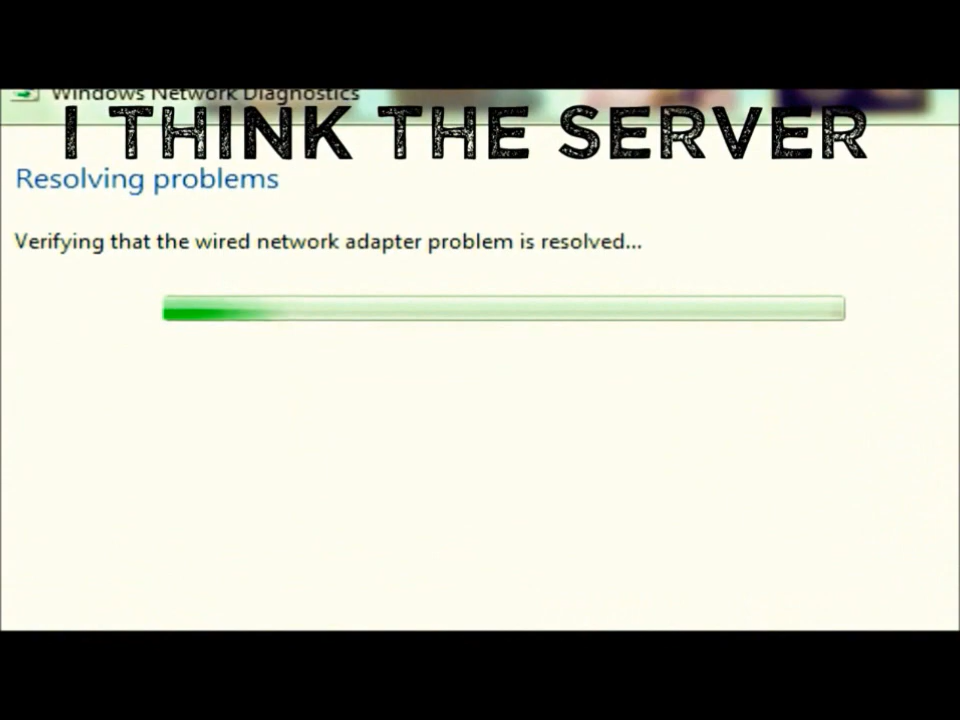 Windows Network Diagnostics
I THINK THE SERVER
Resolving problems
Verifying that the wired network adapter problem is resolved...